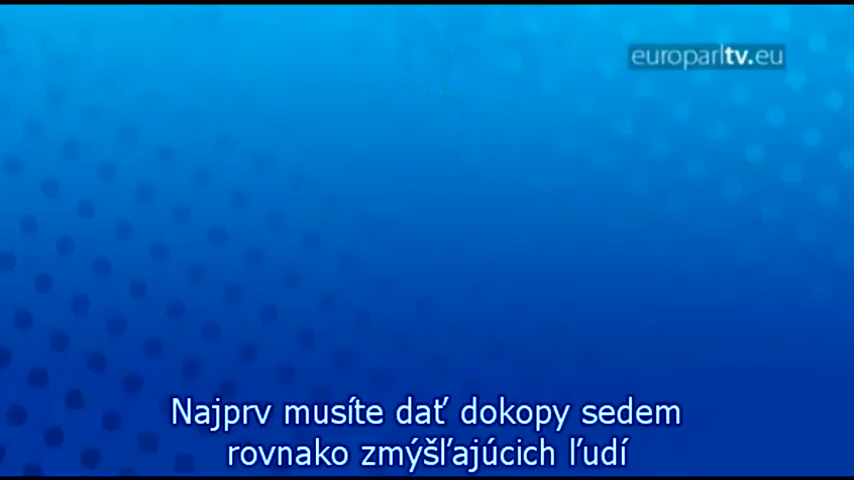 europarltv.eu
Najprv musíte dať dokopy sedem
rovnako zmýšľajúcich ľudí